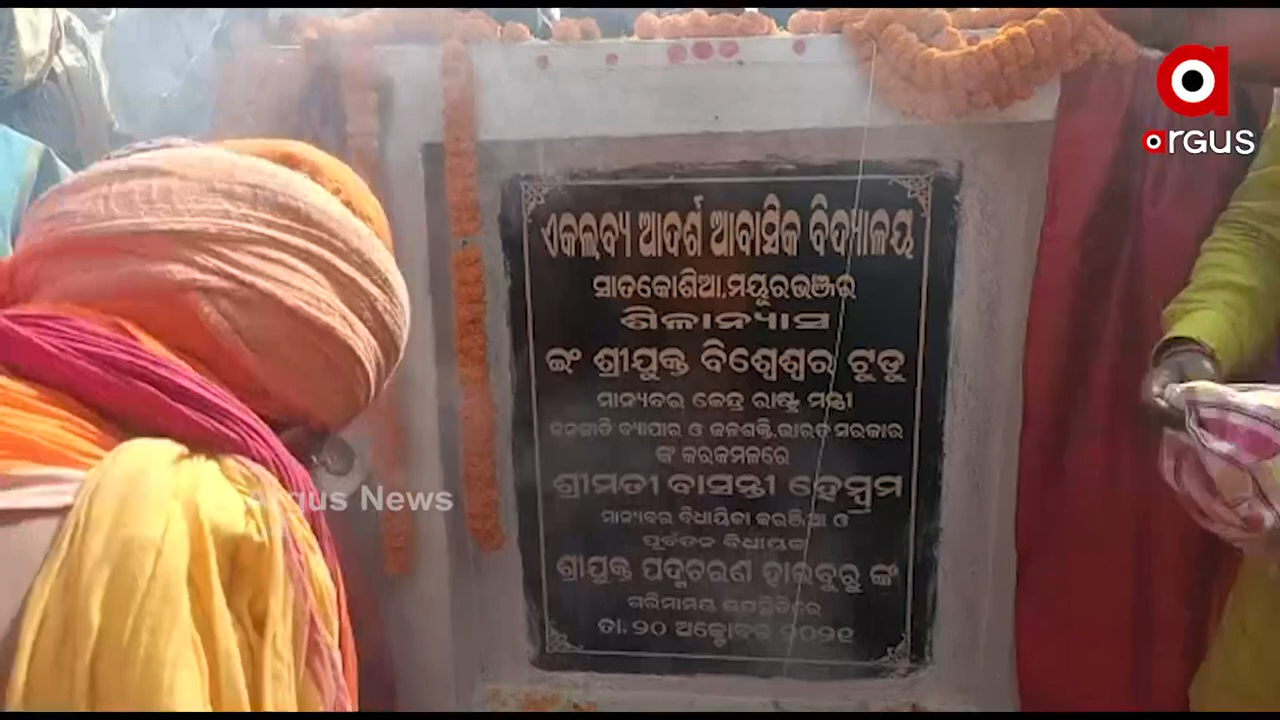 argus
ଏକଲବ୍ୟ ଆଦର୍ଶ ଆବାସିକ ବିଦ୍ୟାଳୟ
ସାତକୋଶିଆ,ମୟୂରଭଞ୍ଜର
ଶିଳାନ୍ୟାସ
ଇଂ ଶ୍ରୀଯୁକ୍ତ ବିଶ୍ଵେଶ୍ଵର ଟୁଡୁ
ମାନ୍ୟବର କେନ୍ଦ୍ର ରାଷ୍ଟ୍ର ମନ୍ତ୍ରୀ
ଜନଜାତି ବ୍ୟାପାର ଓ ଜଳଶକ୍ତି,ଭାରତ ସରକାର
ଙ୍କ କରକମଳରେ
ଶ୍ରୀମତୀ ବାସନ୍ତୀ ହେମ୍ବ୍ରମ
ମାନ୍ୟବର ବିଧାୟିକା କରଞ୍ଜିଆ ଓ
ପୂର୍ବତନ ବିଧାୟକ
ଶ୍ରୀଯୁକ୍ତ ପଦ୍ମଚରଣ ହାଇବୁରୁ ଙ୍କ
ଗରିମାମୟ ଉପସ୍ଥିତିରେ
ତା. ୨୦ ଅକ୍ଟୋବର ୨୦୨୧
Argus News